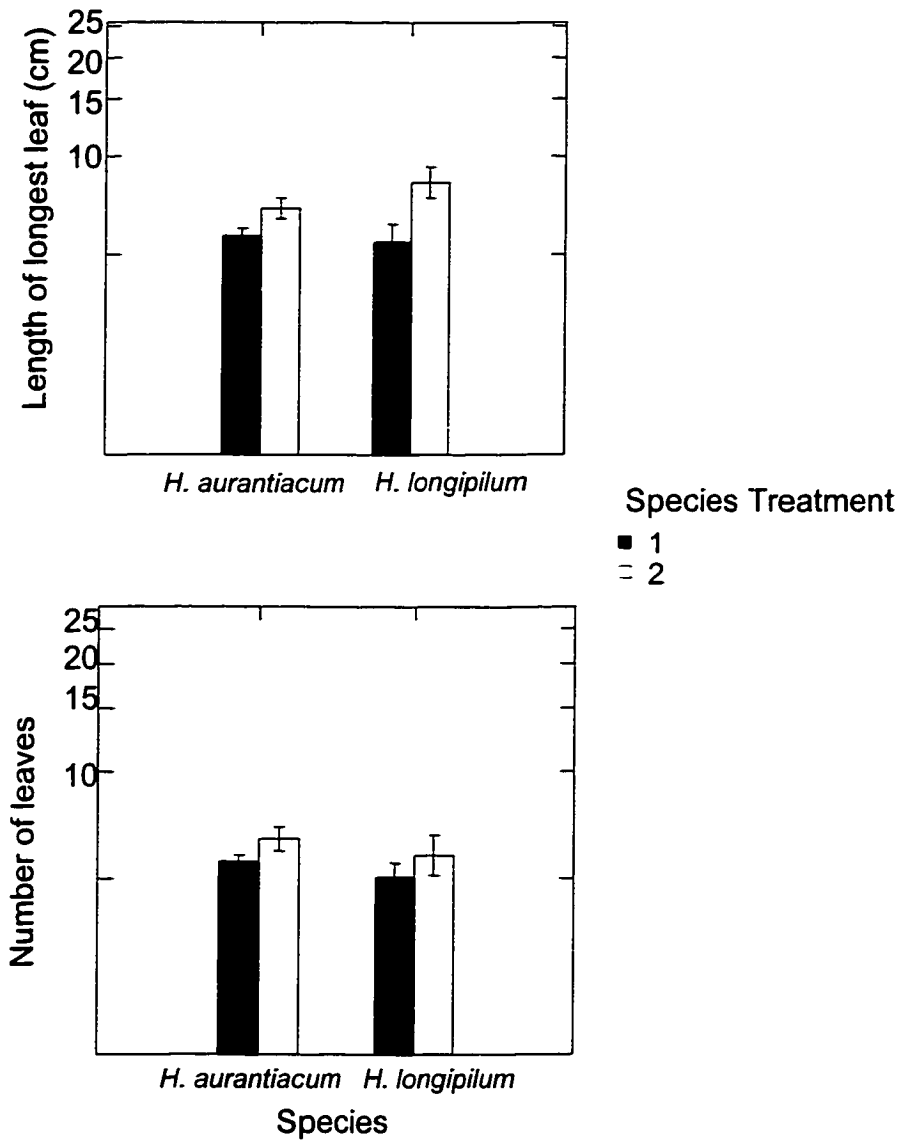 Length of longest leaf (cm)
25
20
15
10
H. aurantiacum H. longipilum
Species Treatment
1
2
Number of leaves
25
20
15
10
H. aurantiacum H. longipilum
Species